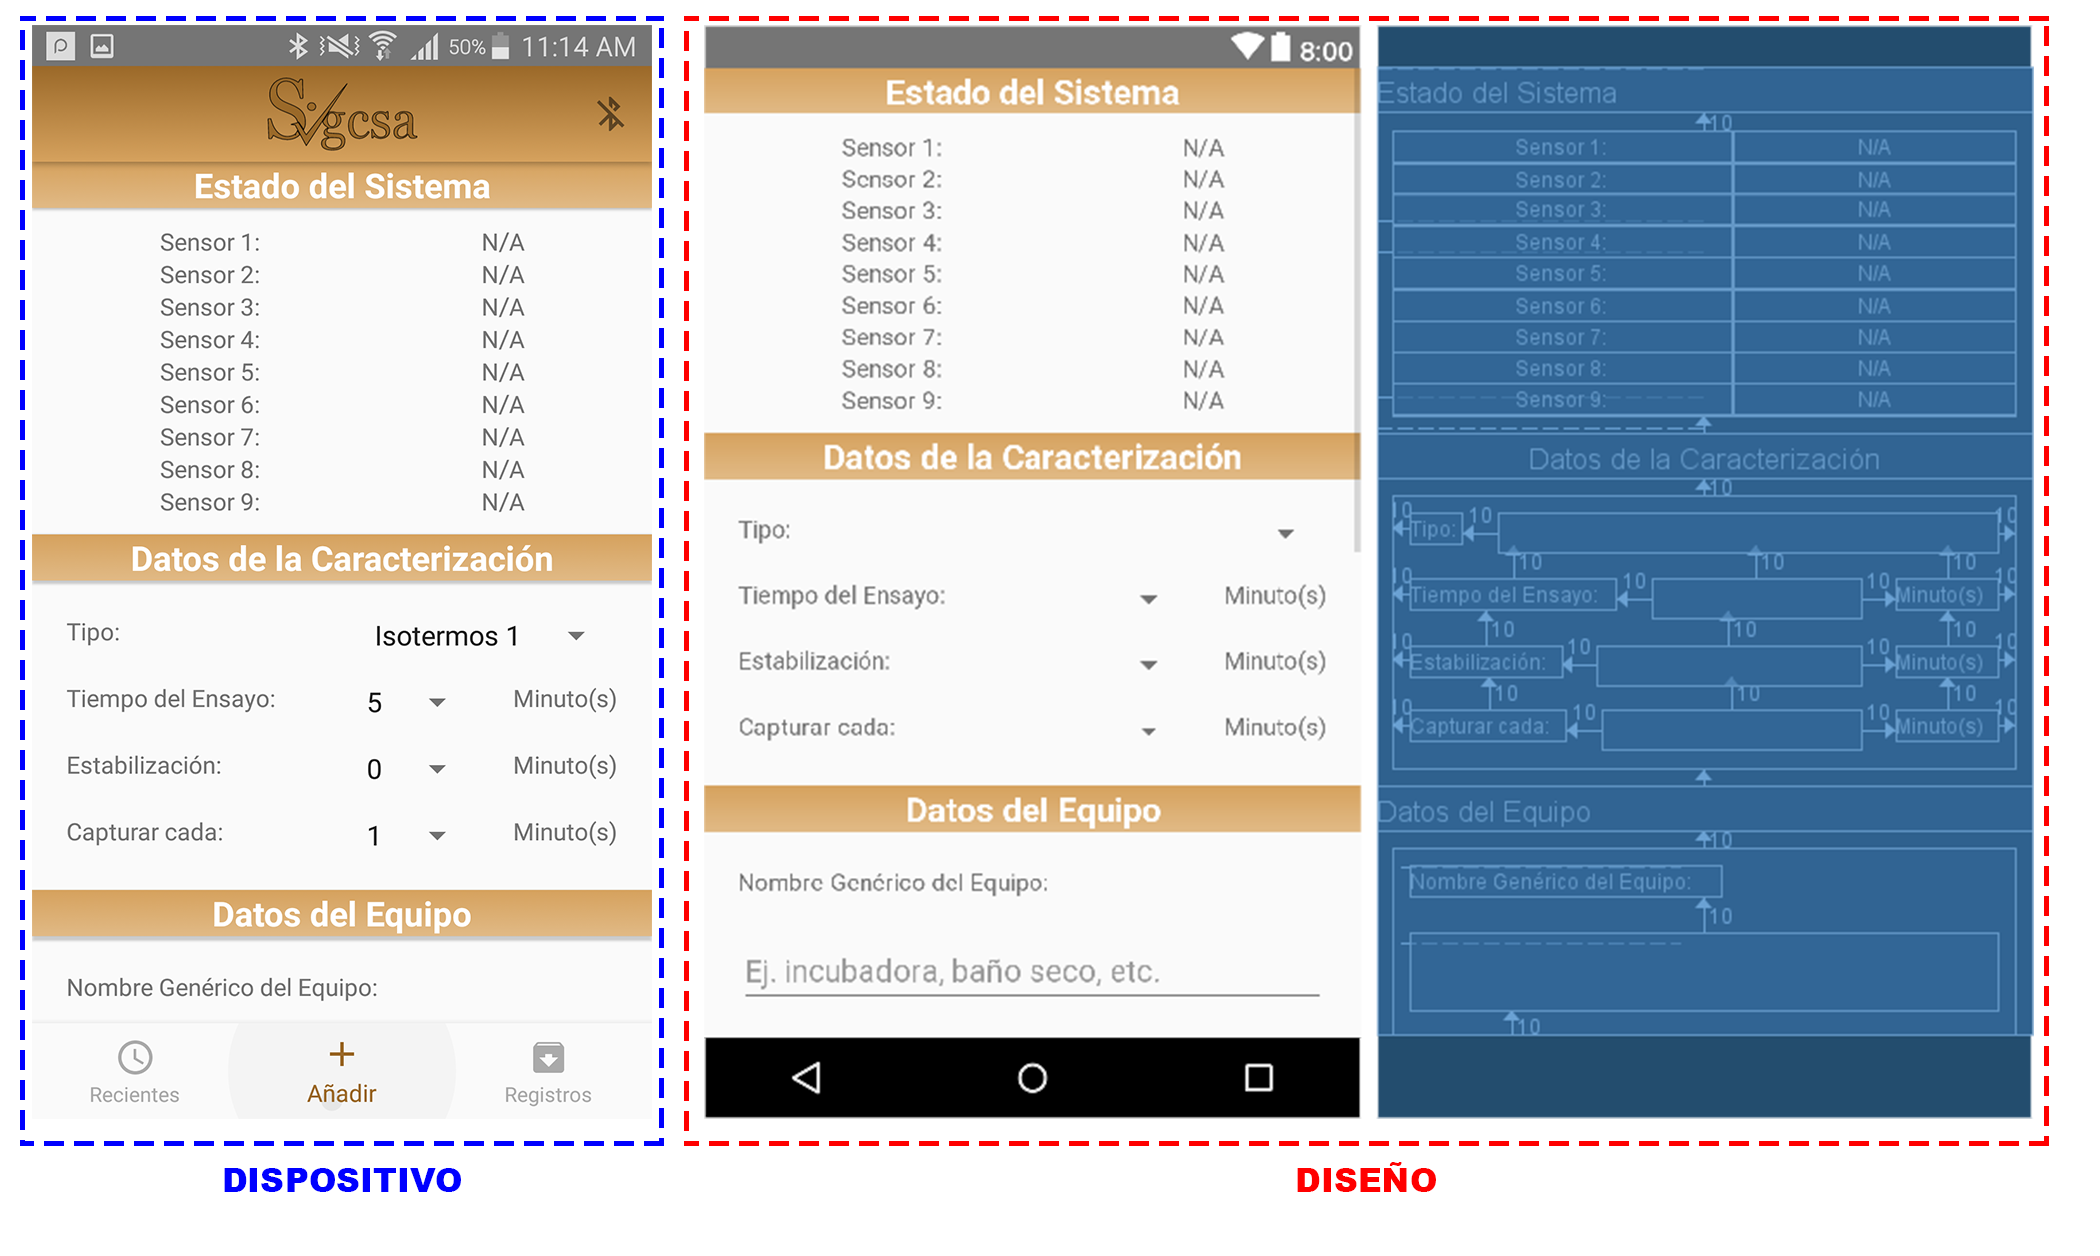 50% 11:14 AM
Sigcsa
Estado del Sistema
Sensor 1: N/A
Sensor 2: N/A
Sensor 3: N/A
Sensor 4: N/A
Sensor 5: N/A
Sensor 6: N/A
Sensor 7: N/A
Sensor 8: N/A
Sensor 9: N/A
Datos de la Caracterización
Tipo: Isotermos 1
Tiempo del Ensayo: 5 Minuto(s)
Estabilización: 0 Minuto(s)
Capturar cada: 1 Minuto(s)
Datos del Equipo
Nombre Genérico del Equipo:
Recientes Añadir Registros
DISPOSITIVO
8:00
Estado del Sistema
Sensor 1: N/A
Sensor 2: N/A
Sensor 3: N/A
Sensor 4: N/A
Sensor 5: N/A
Sensor 6: N/A
Sensor 7: N/A
Sensor 8: N/A
Sensor 9: N/A
Datos de la Caracterización
Tipo:
Tiempo del Ensayo: Minuto(s)
Estabilización: Minuto(s)
Capturar cada: Minuto(s)
Datos del Equipo
Nombre Genérico del Equipo:
Ej. incubadora, baño seco, etc.
Estado del Sistema
10
Sensor 1: N/A
Sensor 2: N/A
Sensor 3: N/A
Sensor 4: N/A
Sensor 5: N/A
Sensor 6: N/A
Sensor 7: N/A
Sensor 8: N/A
Sensor 9: N/A
Datos de la Caracterización
10
10 Tipo: 10 10
10 10 10
10 Tiempo del Ensayo: 10 10 Minuto(s) 10
10 10 10
10 Estabilización: 10 10 Minuto(s) 10
10 10 10
10 Capturar cada: 10 10 Minuto(s) 10
Datos del Equipo
10
Nombre Genérico del Equipo:
10
10
DISEÑO